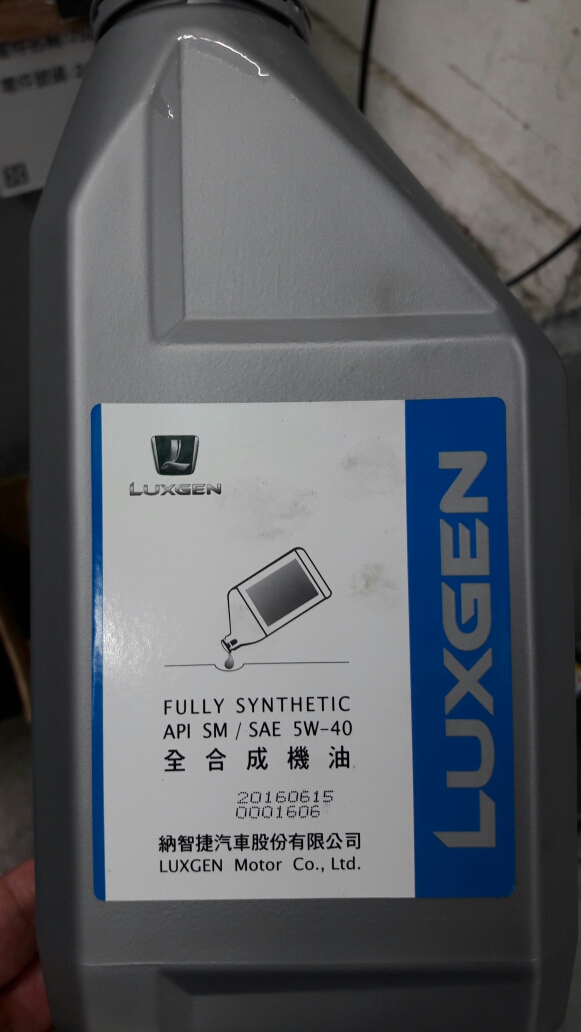 LUXGEN
FULLY SYNTHETIC
API SM / SAE 5W-40
全合成機油
20160615
0001606
納智捷汽車股份有限公司
LUXGEN Motor Co., Ltd.
LUXGEN